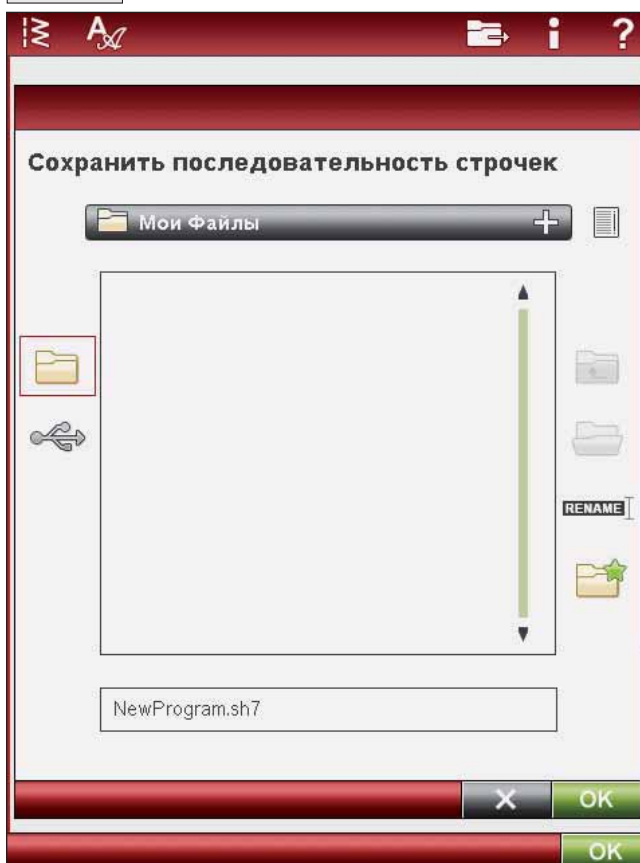 A A i ?
Сохранить последовательность строчек
Мои Файлы
RENAME
NewProgram.sh7
OK
OK